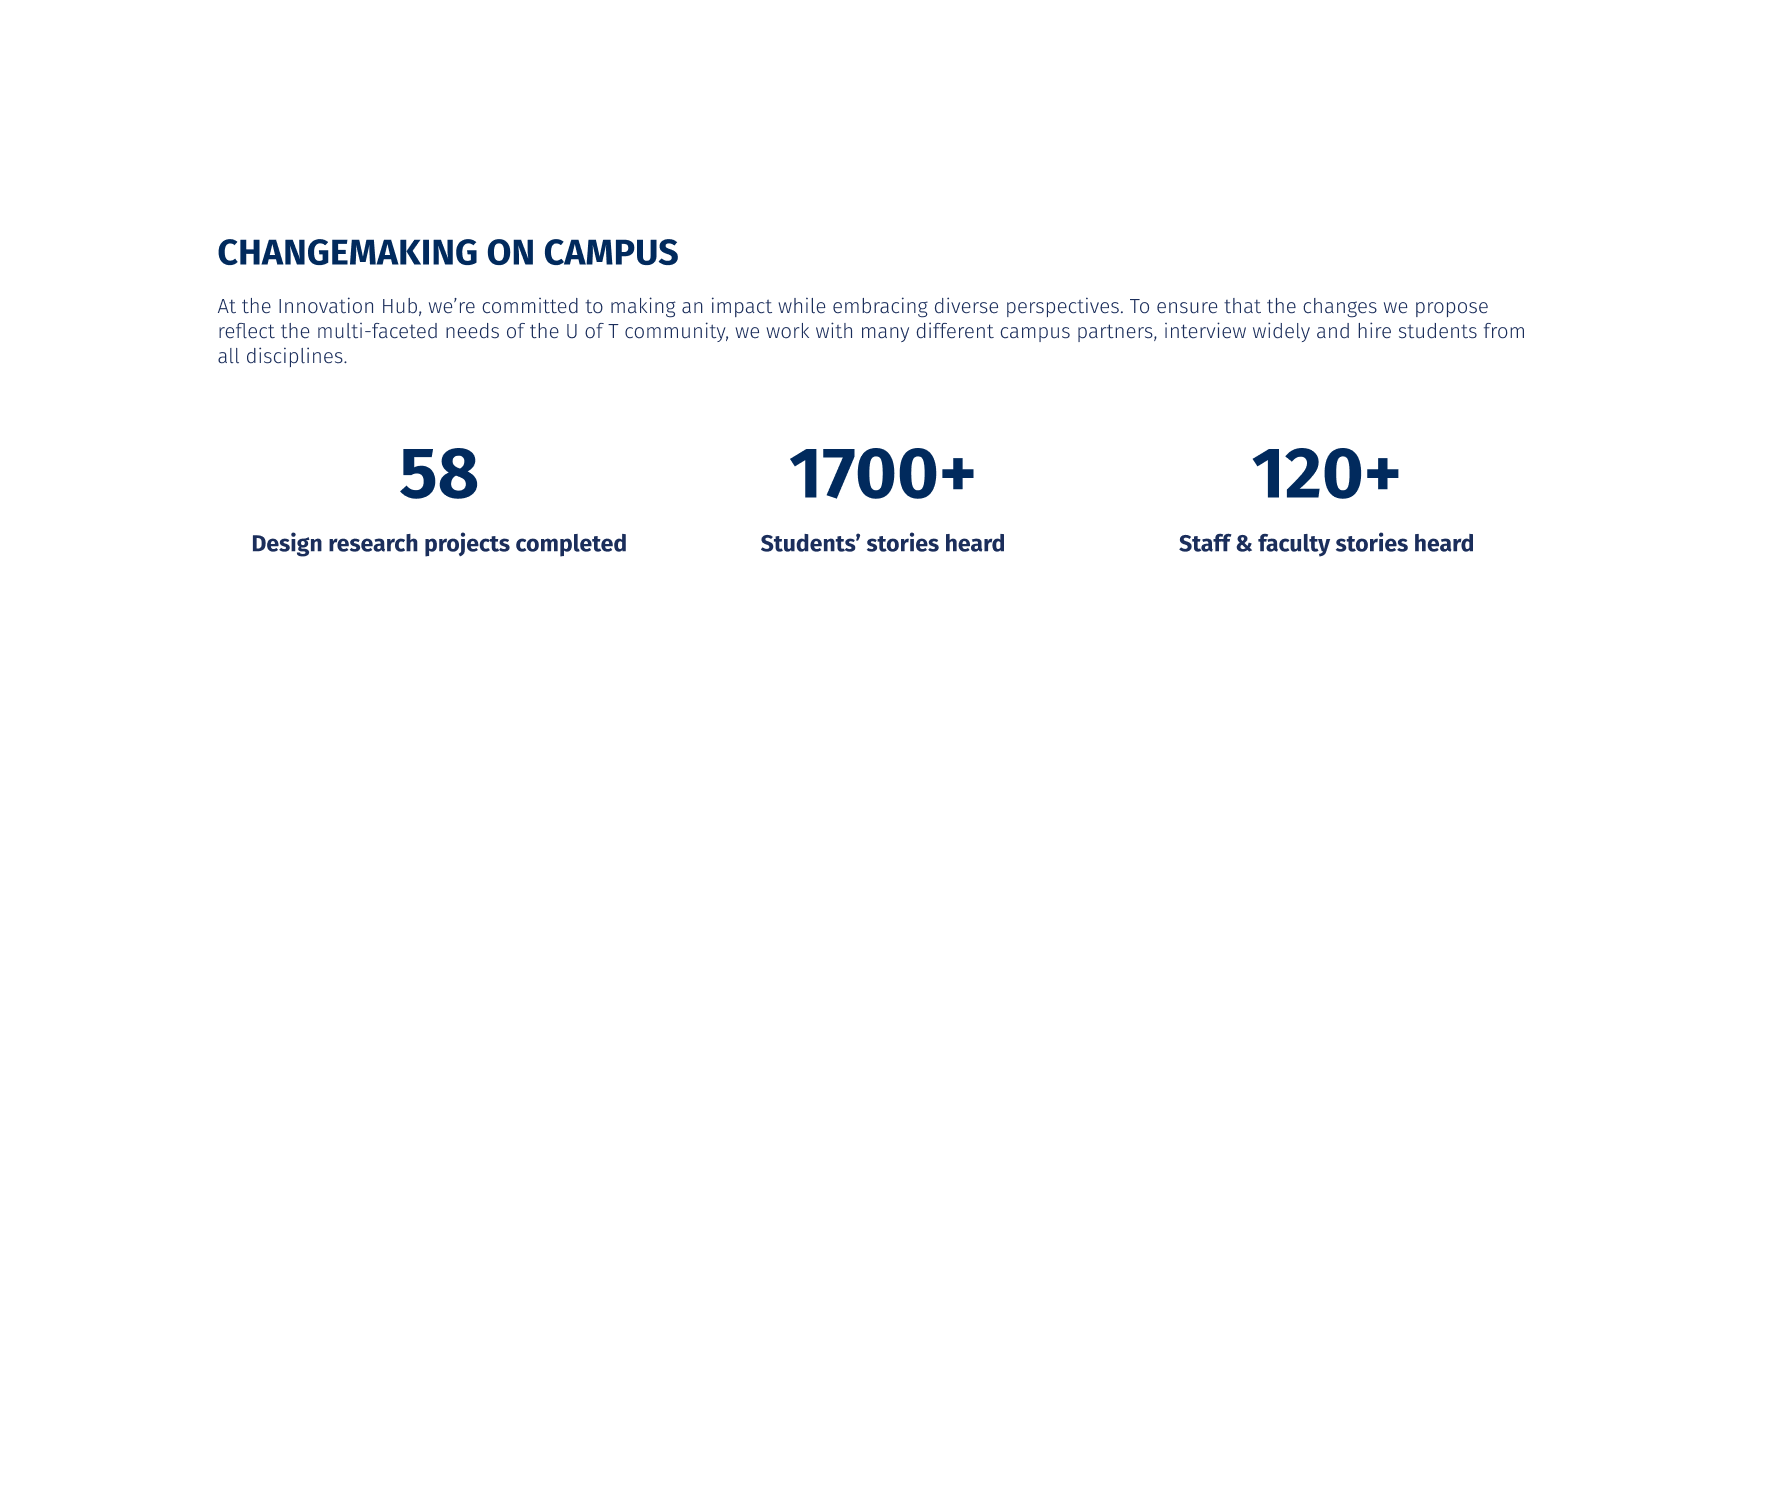 CHANGEMAKING ON CAMPUS
At the Innovation Hub, we’re committed to making an impact while embracing diverse perspectives. To ensure that the changes we propose
reflect the multi-faceted needs of the U of T community, we work with many different campus partners, interview widely and hire students from
all disciplines.
58
Design research projects completed
1700+
Students’ stories heard
120+
Staff & faculty stories heard